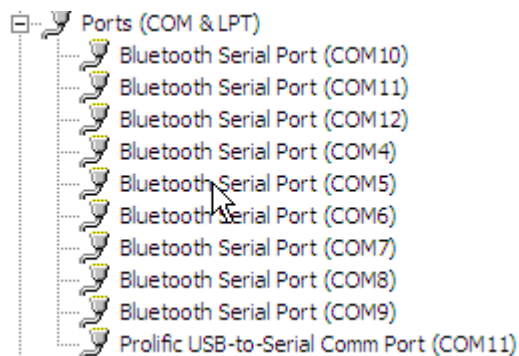 Ports (COM & LPT)
Bluetooth Serial Port (COM10)
Bluetooth Serial Port (COM11)
Bluetooth Serial Port (COM12)
Bluetooth Serial Port (COM4)
Bluetooth Serial Port (COM5)
Bluetooth Serial Port (COM6)
Bluetooth Serial Port (COM7)
Bluetooth Serial Port (COM8)
Bluetooth Serial Port (COM9)
Prolific USB-to-Serial Comm Port (COM11)